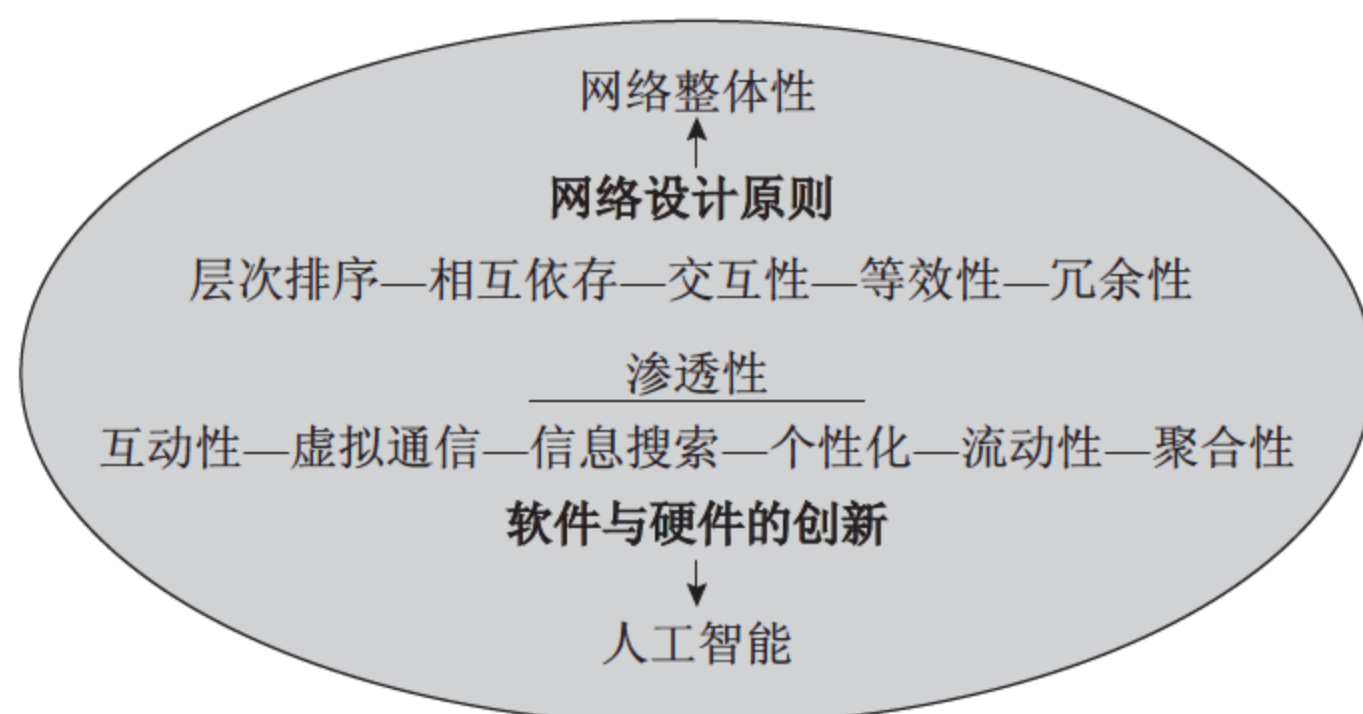 网络整体性
网络设计原则
层次排序—相互依存—交互性—等效性—冗余性
渗透性
互动性—虚拟通信—信息搜索—个性化—流动性—聚合性
软件与硬件的创新
人工智能